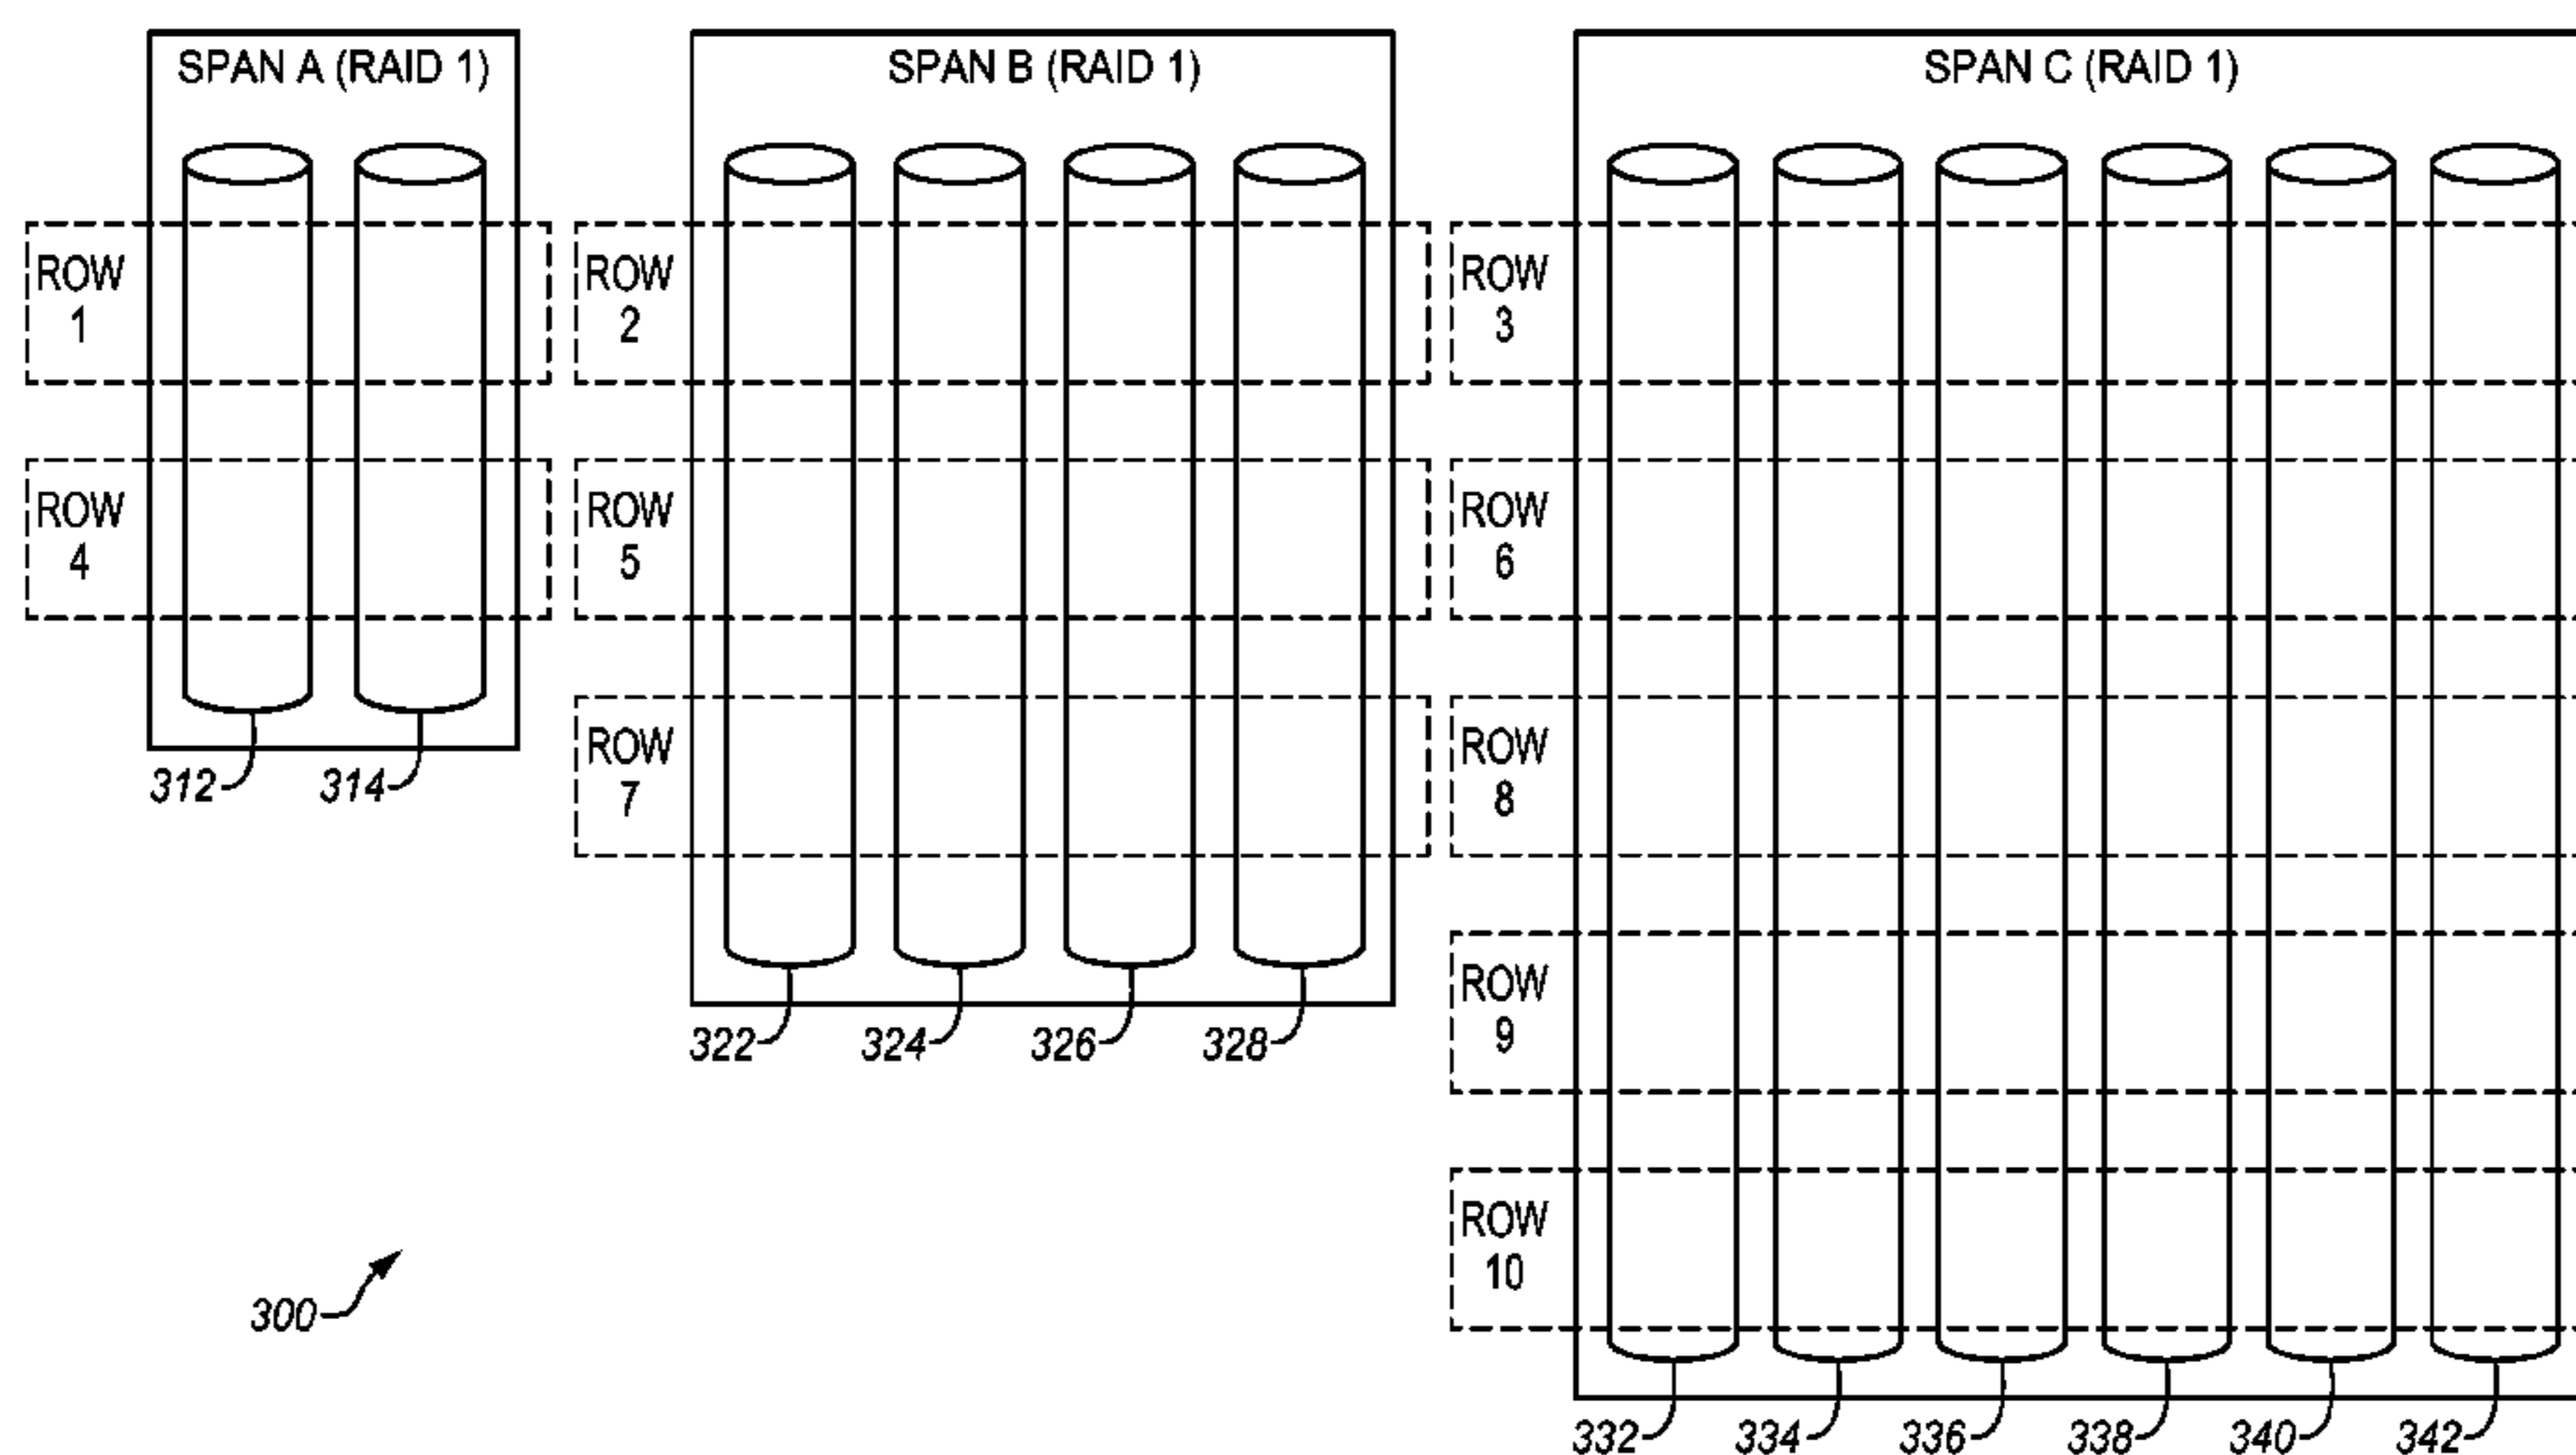 SPAN A (RAID 1)
SPAN B (RAID 1)
SPAN C (RAID 1)
ROW
1
ROW
2
ROW
3
ROW
4
ROW
5
ROW
6
ROW
7
ROW
8
312
314
ROW
9
322
324
326
328
ROW
10
300
332
334
336
338
340
342